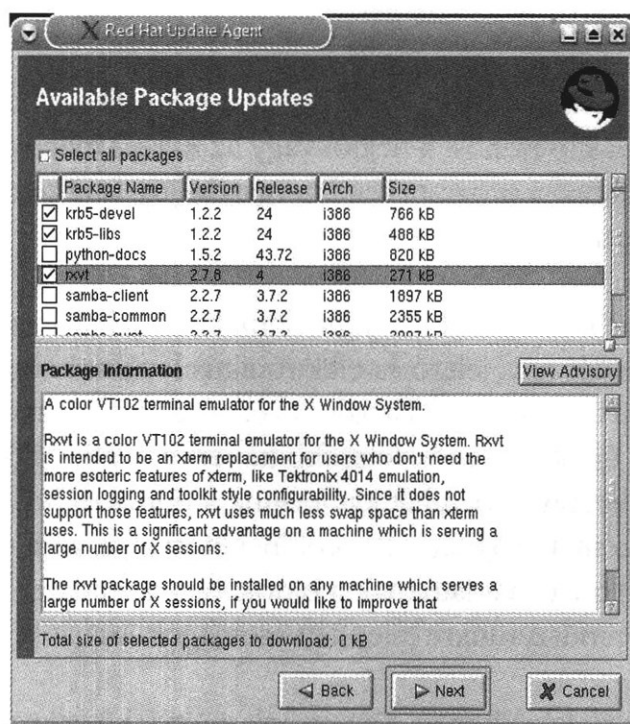 Red Hat Update Agent
Available Package Updates
Select all packages
Package Name Version Release Arch Size
krb5-devel 1.2.2 24 i386 766 kB
krb5-libs 1.2.2 24 i386 488 kB
python-docs 1.5.2 43.72 i386 820 kB
rxvt 2.7.8 4 i386 271 kB
samba-client 2.2.7 3.7.2 i386 1897 kB
samba-common 2.2.7 3.7.2 i386 2355 kB
2.2.7 3.7.2 i386
Package Information
View Advisory
A color VT102 terminal emulator for the X Window System.
Rxvt is a color VT102 terminal emulator for the X Window System. Rxvt
is intended to be an xterm replacement for users who don't need the
more esoteric features of xterm, like Tektronix 4014 emulation,
session logging and toolkit style configurability. Since it does not
support those features, rxvt uses much less swap space than xterm
uses. This is a significant advantage on a machine which is serving a
large number of X sessions.
The rxvt package should be installed on any machine which serves a
large number of X sessions, if you would like to improve that
Total size of selected packages to download: 0 kB
Back
Next
Cancel